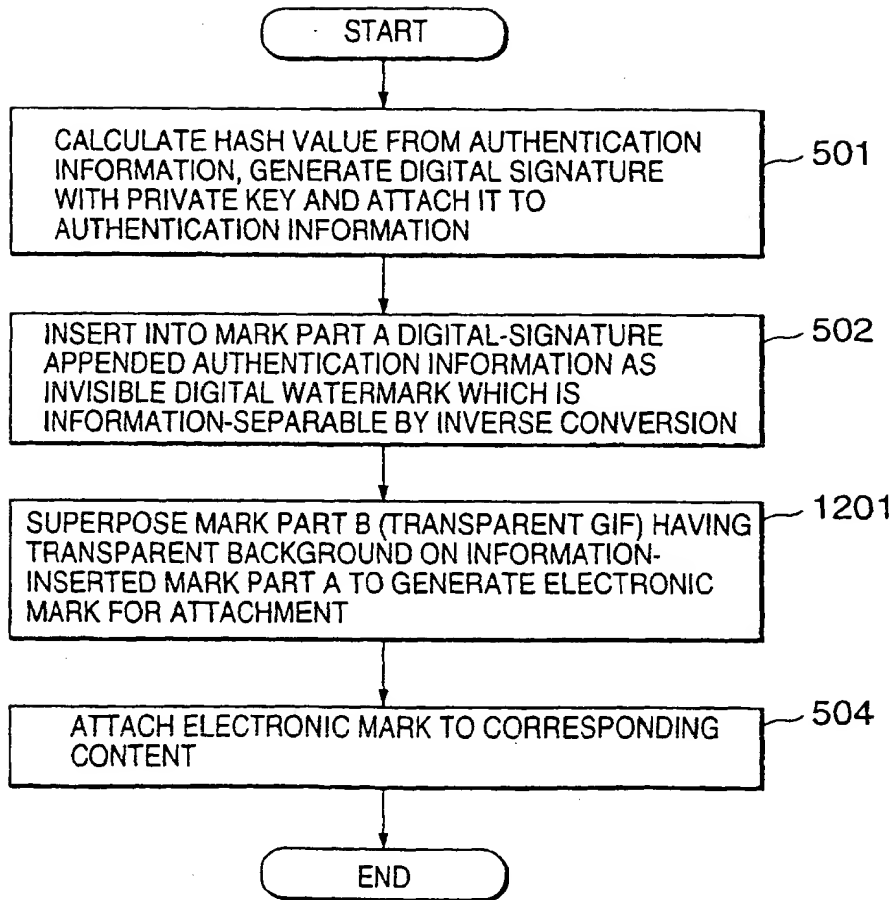 START
CALCULATE HASH VALUE FROM AUTHENTICATION
INFORMATION, GENERATE DIGITAL SIGNATURE
WITH PRIVATE KEY AND ATTACH IT TO
AUTHENTICATION INFORMATION
501
INSERT INTO MARK PART A DIGITAL-SIGNATURE
APPENDED AUTHENTICATION INFORMATION AS
INVISIBLE DIGITAL WATERMARK WHICH IS
INFORMATION-SEPARABLE BY INVERSE CONVERSION
502
SUPERPOSE MARK PART B (TRANSPARENT GIF) HAVING
TRANSPARENT BACKGROUND ON INFORMATION-
INSERTED MARK PART A TO GENERATE ELECTRONIC
MARK FOR ATTACHMENT
1201
ATTACH ELECTRONIC MARK TO CORRESPONDING
CONTENT
504
END